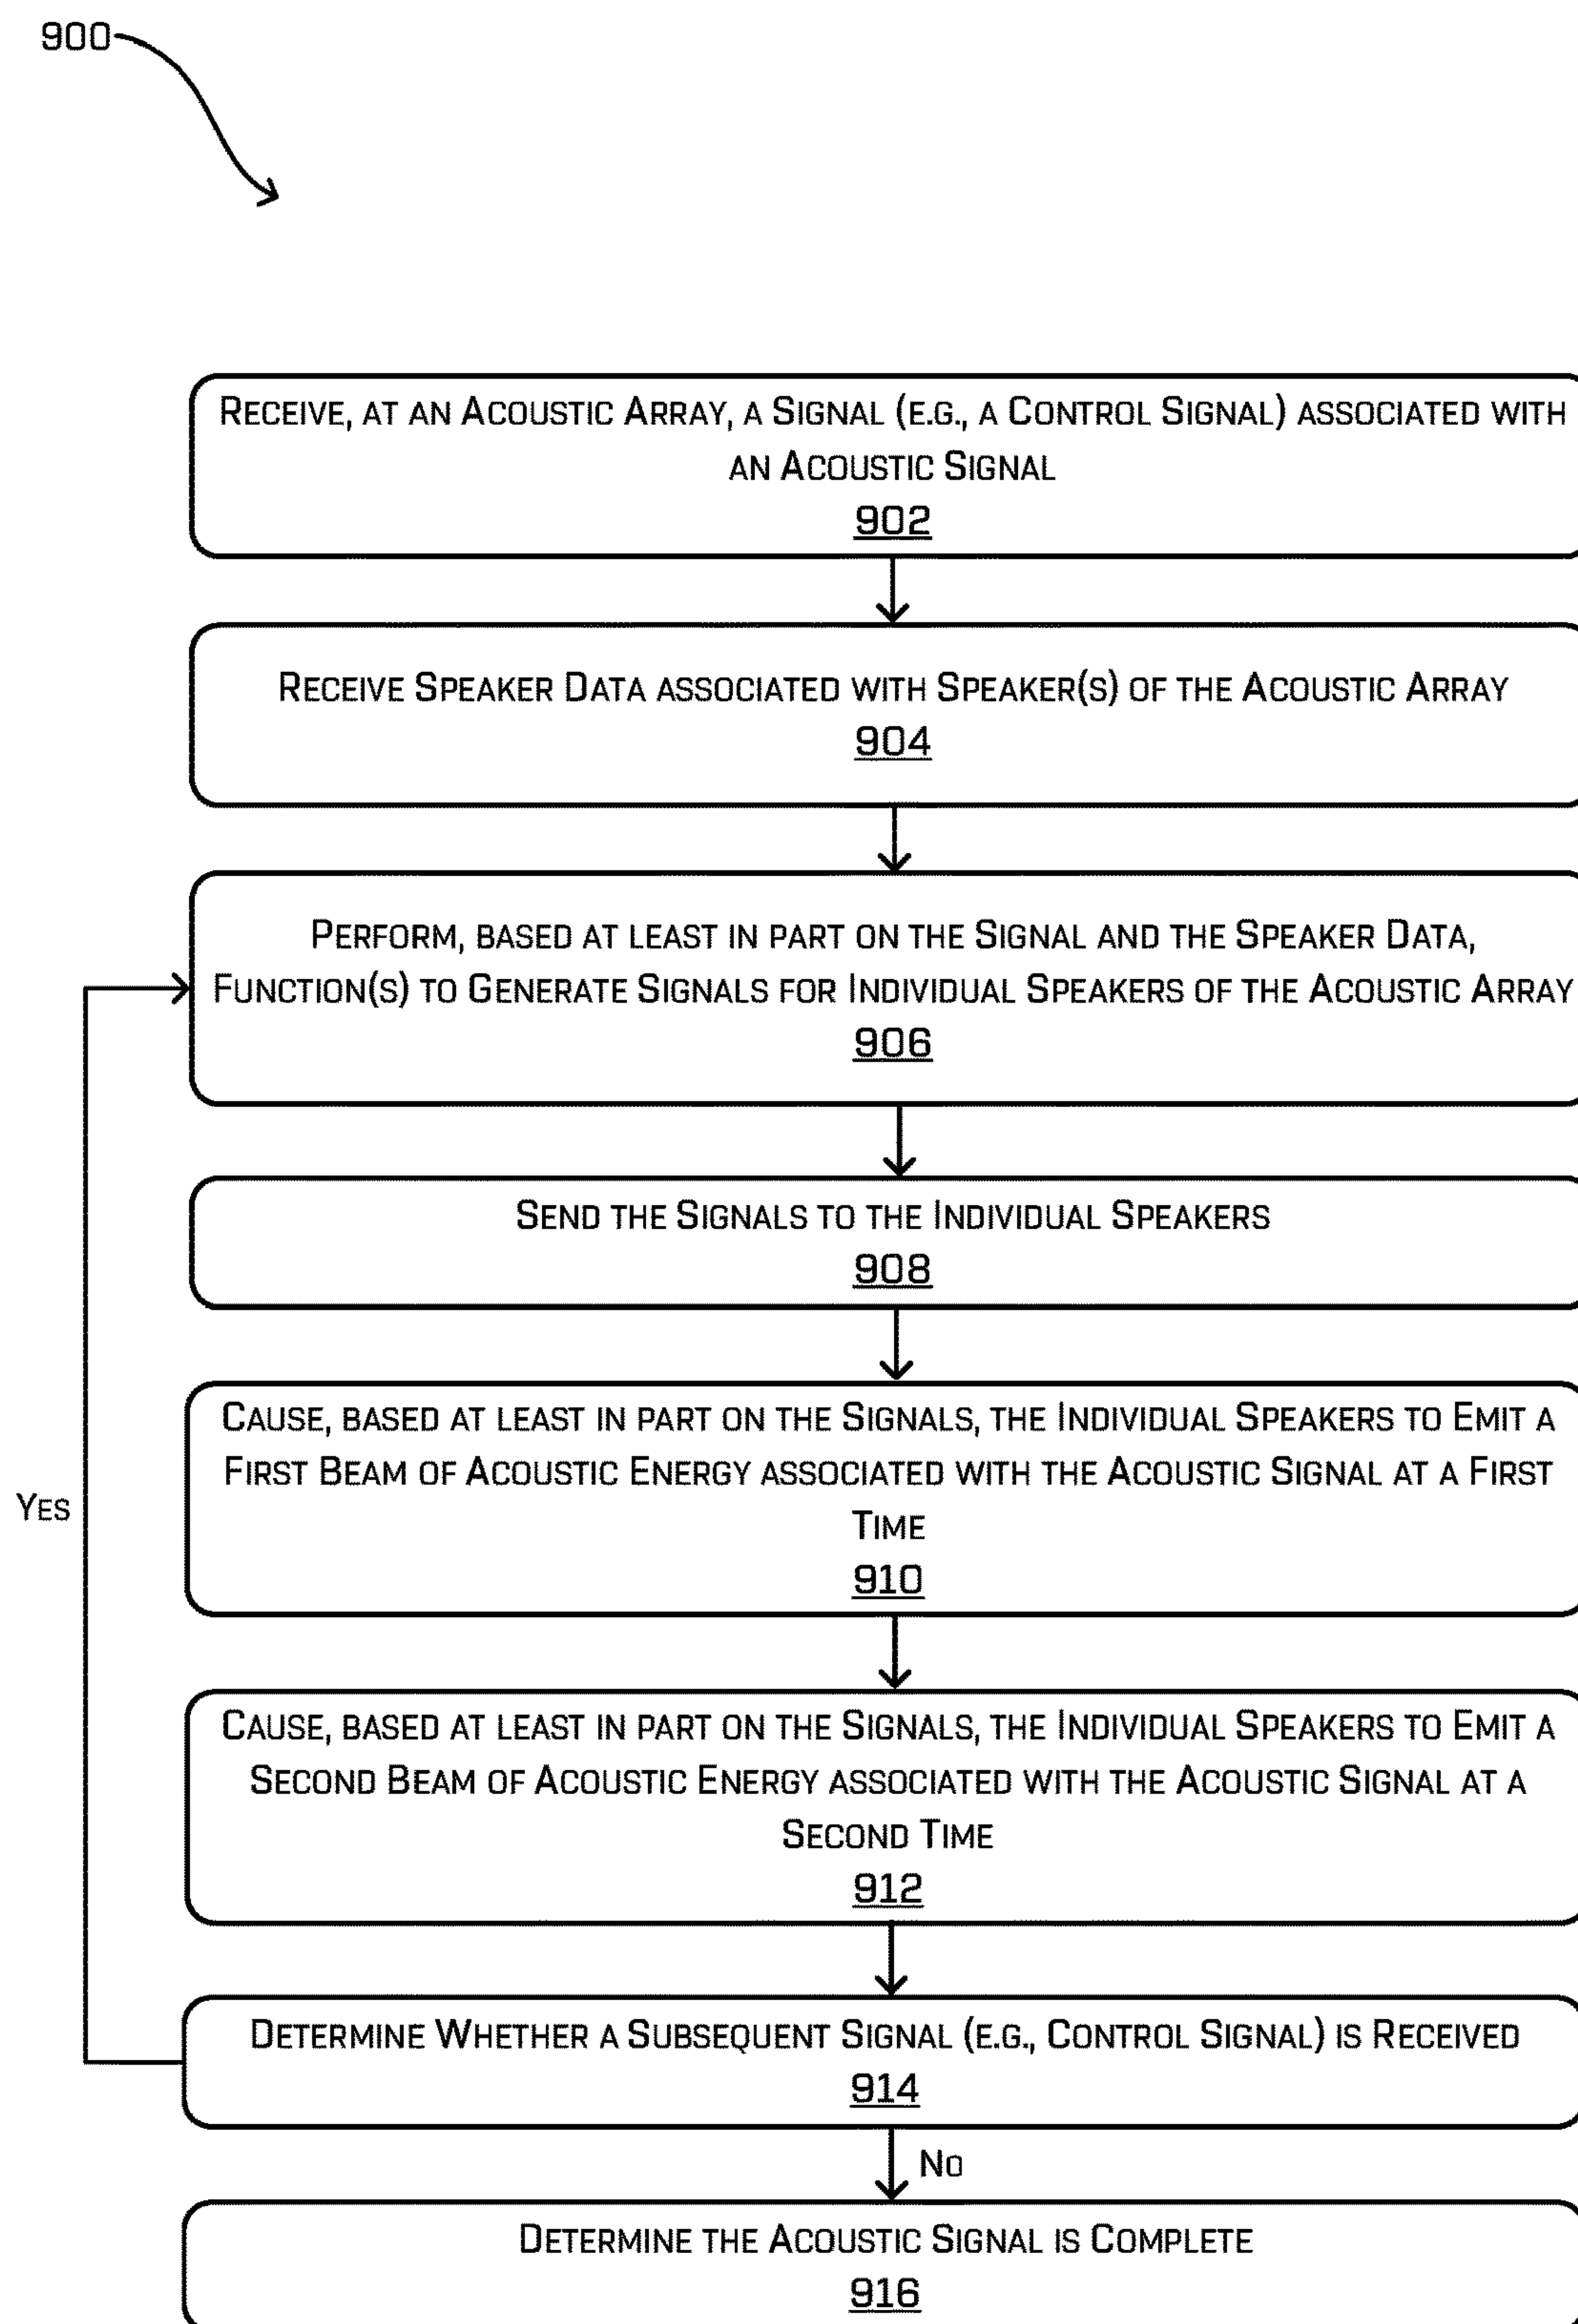 900
Receive, at an Acoustic Array, a Signal (e.g., a Control Signal) associated with
an Acoustic Signal
902
Receive Speaker Data associated with Speaker(s) of the Acoustic Array
904
Perform, based at least in part on the Signal and the Speaker Data,
Function(s) to Generate Signals for Individual Speakers of the Acoustic Array
906
Send the Signals to the Individual Speakers
908
Cause, based at least in part on the Signals, the Individual Speakers to Emit a
First Beam of Acoustic Energy associated with the Acoustic Signal at a First
Time
910
Yes
Cause, based at least in part on the Signals, the Individual Speakers to Emit a
Second Beam of Acoustic Energy associated with the Acoustic Signal at a
Second Time
912
Determine Whether a Subsequent Signal (e.g., Control Signal) is Received
914
No
Determine the Acoustic Signal is Complete
916